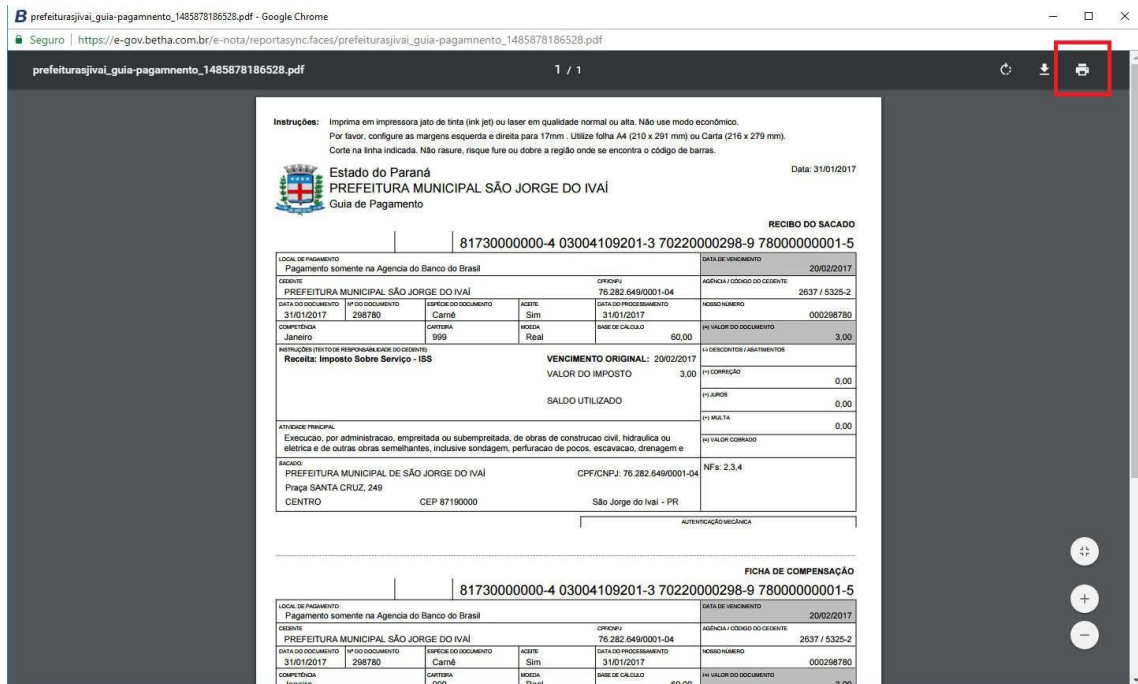 prefeiturasjivai_guia-pagamnento_1485878186528.pdf - Google Chrome
Seguro | https://e-gov.betha.com.br/e-nota/reportasync.faces/prefeiturasjivai_guia-pagamnento_1485878186528.pdf
prefeiturasjivai_guia-pagamnento_1485878186528.pdf 1 / 1
Instruções: Imprima em impressora jato de tinta (ink jet) ou laser em qualidade normal ou alta. Não use modo econômico.
Por favor, configure as margens esquerda e direita para 17mm . Utilize folha A4 (210 x 291 mm) ou Carta (216 x 279 mm).
Corte na linha indicada. Não rasure, risque fure ou dobre a região onde se encontra o código de barras.
Estado do Paraná Data: 31/01/2017
PREFEITURA MUNICIPAL SÃO JORGE DO IVAÍ
Guia de Pagamento
RECIBO DO SACADO
81730000000-4 03004109201-3 70220000298-9 78000000001-5
LOCAL DE PAGAMENTO DATA DE VENCIMENTO
Pagamento somente na Agencia do Banco do Brasil 20/02/2017
CEDENTE CPF/CNPJ AGÊNCIA / CÓDIGO DO CEDENTE
PREFEITURA MUNICIPAL SÃO JORGE DO IVAÍ 76.282.649/0001-04 2637 / 5325-2
DATA DO DOCUMENTO Nº DO DOCUMENTO ESPÉCIE DO DOCUMENTO ACEITE DATA DO PROCESSAMENTO NOSSO NÚMERO
31/01/2017 298780 Carnê Sim 31/01/2017 000298780
COMPETÊNCIA CARTEIRA MOEDA BASE DE CÁLCULO (=) VALOR DO DOCUMENTO
Janeiro 999 Real 60,00 3,00
INSTRUÇÕES (TEXTO DE RESPONSABILIDADE DO CEDENTE) (-) DESCONTOS / ABATIMENTOS
Receita: Imposto Sobre Serviço - ISS VENCIMENTO ORIGINAL: 20/02/2017
VALOR DO IMPOSTO 3,00 (+) CORREÇÃO
0,00
SALDO UTILIZADO (+) JUROS
0,00
(+) MULTA
0,00
ATIVIDADE PRINCIPAL (=) VALOR COBRADO
Execucao, por administracao, empreitada ou subempreitada, de obras de construcao civil, hidraulica ou
eletrica e de outras obras semelhantes, inclusive sondagem, perfuracao de pocos, escavacao, drenagem e
SACADO:
PREFEITURA MUNICIPAL DE SÃO JORGE DO IVAÍ CPF/CNPJ: 76.282.649/0001-04 NFs: 2,3,4
Praça SANTA CRUZ, 249
CENTRO CEP 87190000 São Jorge do Ivaí - PR
AUTENTICAÇÃO MECÂNICA
FICHA DE COMPENSAÇÃO
81730000000-4 03004109201-3 70220000298-9 78000000001-5
LOCAL DE PAGAMENTO DATA DE VENCIMENTO
Pagamento somente na Agencia do Banco do Brasil 20/02/2017
CEDENTE CPF/CNPJ AGÊNCIA / CÓDIGO DO CEDENTE
PREFEITURA MUNICIPAL SÃO JORGE DO IVAÍ 76.282.649/0001-04 2637 / 5325-2
DATA DO DOCUMENTO Nº DO DOCUMENTO ESPÉCIE DO DOCUMENTO ACEITE DATA DO PROCESSAMENTO NOSSO NÚMERO
31/01/2017 298780 Carnê Sim 31/01/2017 000298780
COMPETÊNCIA CARTEIRA MOEDA BASE DE CÁLCULO (=) VALOR DO DOCUMENTO
Janeiro 999 Real 60,00 3,00